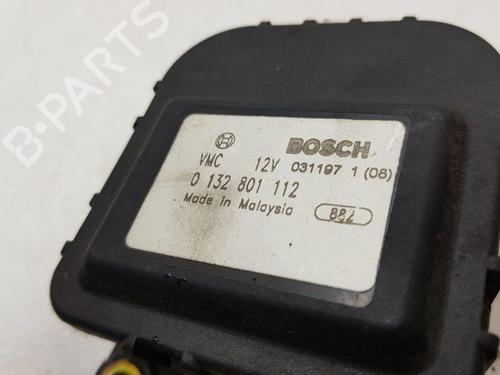 B-PARTS
BOSCH
VMC 12V 031197 1 (08)
0 132 801 112
Made in Malaysia 882